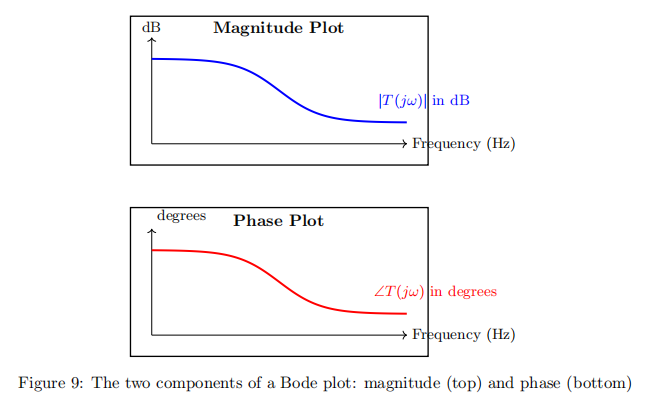 dB
Magnitude Plot
|T(jω)| in dB
Frequency (Hz)
degrees
Phase Plot
∠T(jω) in degrees
Frequency (Hz)
Figure 9: The two components of a Bode plot: magnitude (top) and phase (bottom)